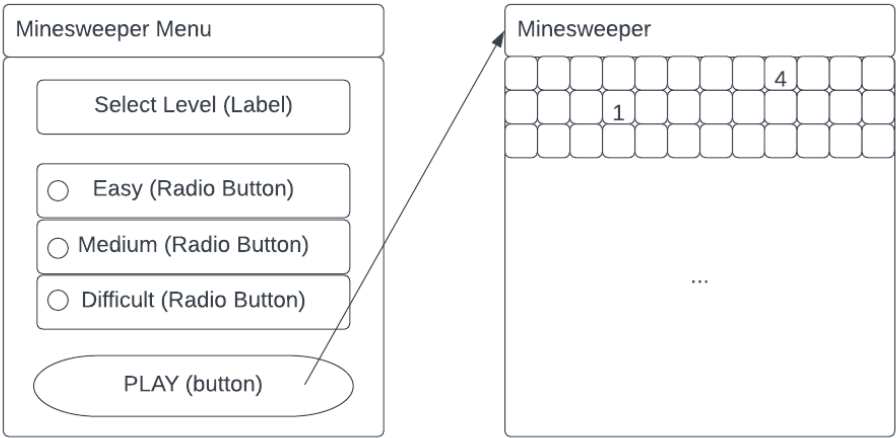 Minesweeper Menu
Select Level (Label)
Easy (Radio Button)
Medium (Radio Button)
Difficult (Radio Button)
PLAY (button)
Minesweeper
4
1
...